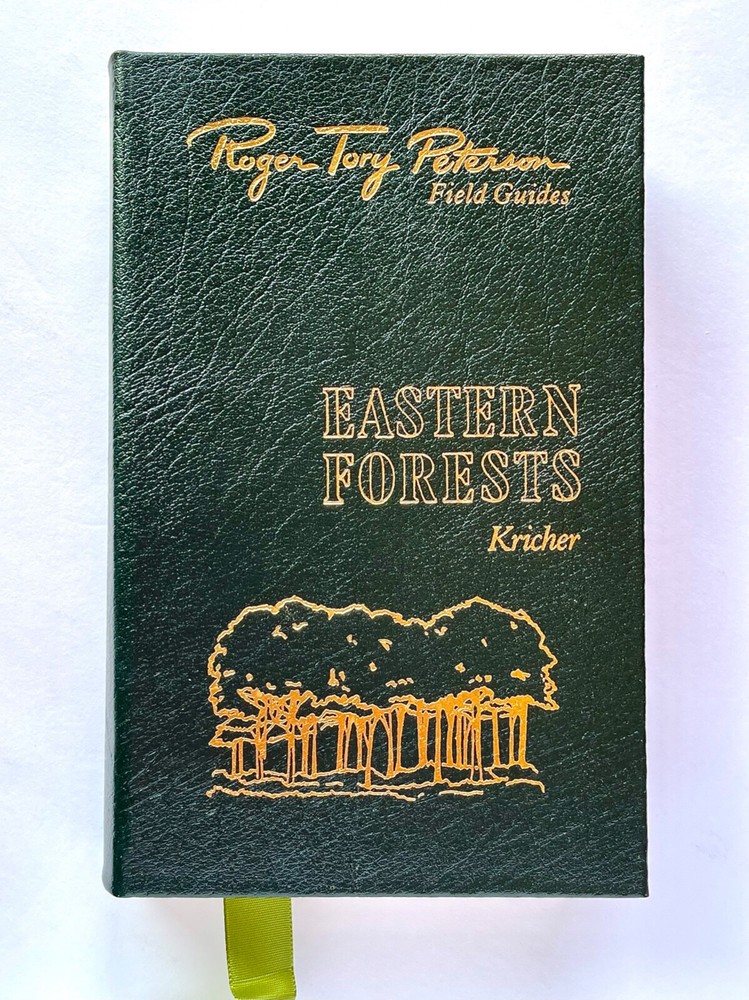 Roger Tory Peterson
Field Guides
EASTERN
FORESTS
Kricher